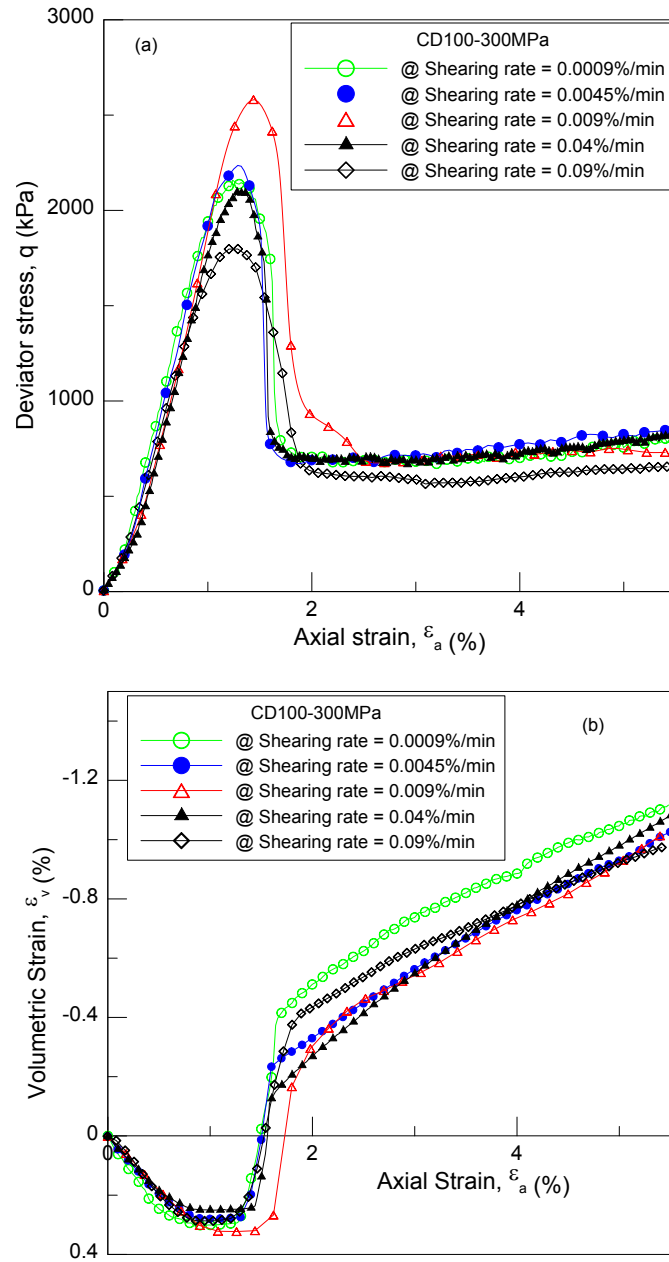 3000
(a)
CD100-300MPa
@ Shearing rate = 0.0009%/min
@ Shearing rate = 0.0045%/min
@ Shearing rate = 0.009%/min
@ Shearing rate = 0.04%/min
@ Shearing rate = 0.09%/min
2000
Deviator stress, q (kPa)
1000
0
0
2
4
Axial strain, εa (%)
CD100-300MPa
(b)
@ Shearing rate = 0.0009%/min
@ Shearing rate = 0.0045%/min
@ Shearing rate = 0.009%/min
@ Shearing rate = 0.04%/min
@ Shearing rate = 0.09%/min
-1.2
-0.8
Volumetric Strain, εv (%)
-0.4
0
0
2
4
Axial Strain, εa (%)
0.4